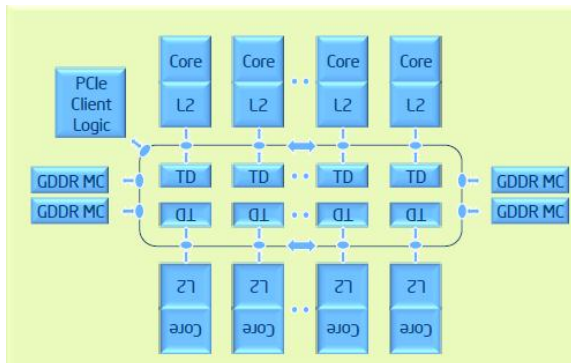 Core Core Core Core
PCIe
Client
Logic
L2 L2 L2 L2
GDDR MC TD TD TD TD GDDR MC
GDDR MC TD TD TD TD GDDR MC
L2 L2 L2 L2
Core Core Core Core